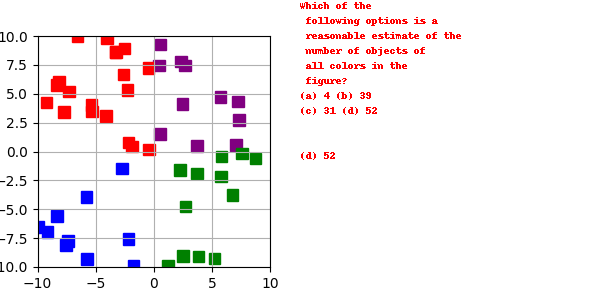 Which of the
following options is a
reasonable estimate of the
number of objects of
all colors in the
figure?
(a) 4 (b) 39
(c) 31 (d) 52
(d) 52
10.0
7.5
5.0
2.5
0.0
−2.5
−5.0
−7.5
10.0
−10 −5 0 5 10